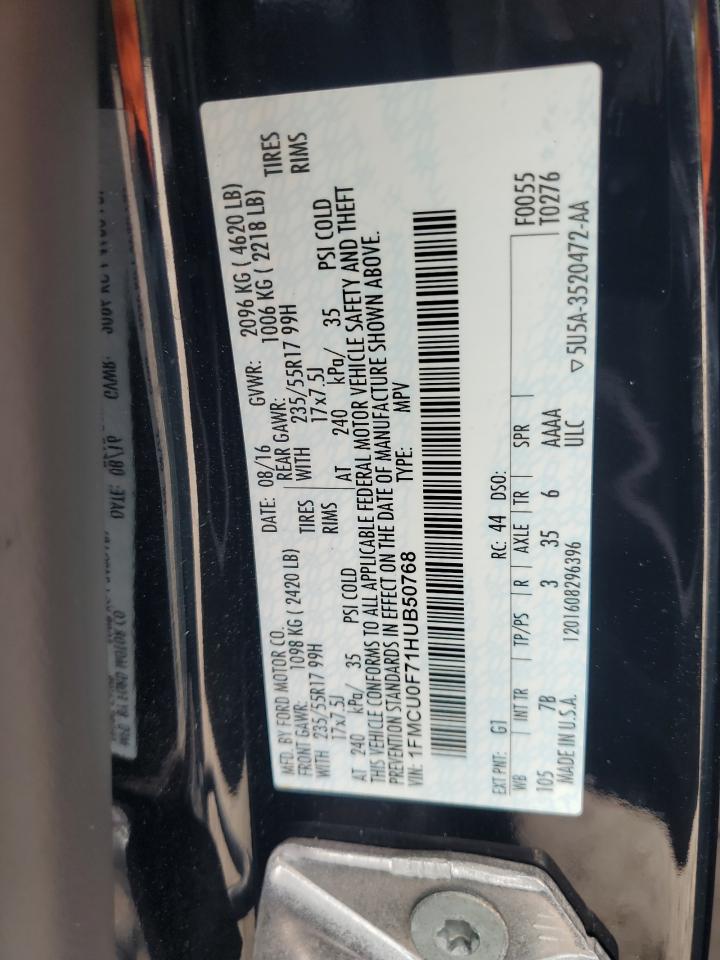 MFD. BY FORD MOTOR CO. DATE: 08/16 GVWR: 2096 KG ( 4620 LB)
FRONT GAWR: 1098 KG ( 2420 LB) REAR GAWR: 1006 KG ( 2218 LB)
WITH 235/55R17 99H TIRES WITH 235/55R17 99H TIRES
17x7.5J RIMS 17x7.5J RIMS
AT 240 kPa/ 35 PSI COLD AT 240 kPa/ 35 PSI COLD
THIS VEHICLE CONFORMS TO ALL APPLICABLE FEDERAL MOTOR VEHICLE SAFETY AND THEFT
PREVENTION STANDARDS IN EFFECT ON THE DATE OF MANUFACTURE SHOWN ABOVE.
VIN: 1FMCU0F71HUB50768 TYPE: MPV
F0055
EXT PNT: G1 RC: 44 DSO: T0276
WB INT TR TP/PS R AXLE TR SPR
105 7B 3 35 6 AAAA
ULC
MADE IN U.S.A. 1201608296396 ▽5U5A-3520472-AA